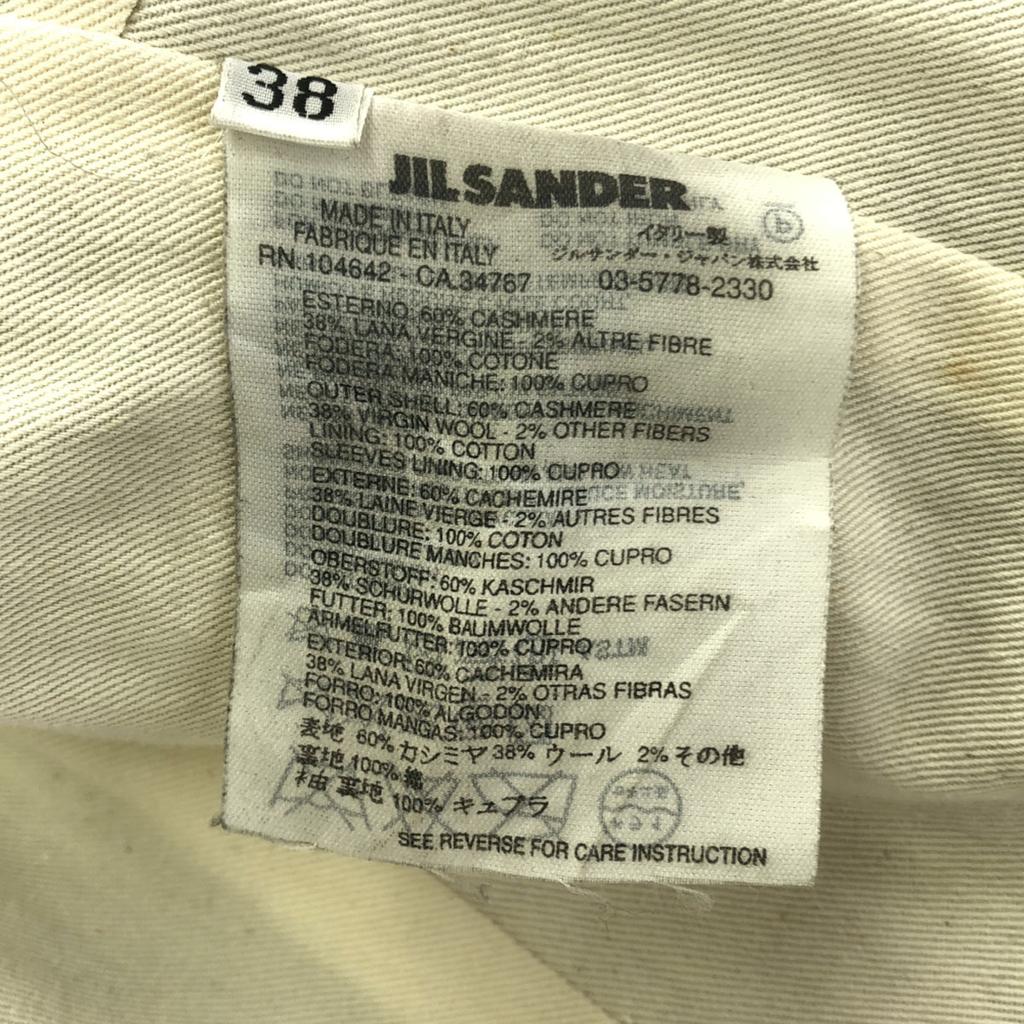 38
JIL SANDER
MADE IN ITALY
FABRIQUE EN ITALY
イタリー製
ジルサンダー・ジャパン株式会社
RN.104642 - CA.34767
03-5778-2330
ESTERNO: 60% CASHMERE
38% LANA VERGINE - 2% ALTRE FIBRE
FODERA: 100% COTONE
FODERA MANICHE: 100% CUPRO
OUTER SHELL: 60% CASHMERE
38% VIRGIN WOOL - 2% OTHER FIBERS
LINING: 100% COTTON
SLEEVES LINING: 100% CUPRO
EXTERNE: 60% CACHEMIRE
38% LAINE VIERGE - 2% AUTRES FIBRES
DOUBLURE: 100% COTON
DOUBLURE MANCHES: 100% CUPRO
OBERSTOFF: 60% KASCHMIR
38% SCHURWOLLE - 2% ANDERE FASERN
FUTTER: 100% BAUMWOLLE
ARMELFUTTER: 100% CUPRO
EXTERIOR: 60% CACHEMIRA
38% LANA VIRGEN - 2% OTRAS FIBRAS
FORRO: 100% ALGODÓN
FORRO MANGAS: 100% CUPRO
表地 60% カシミヤ 38% ウール 2% その他
裏地 100% 綿
袖裏地 100% キュプラ
SEE REVERSE FOR CARE INSTRUCTION